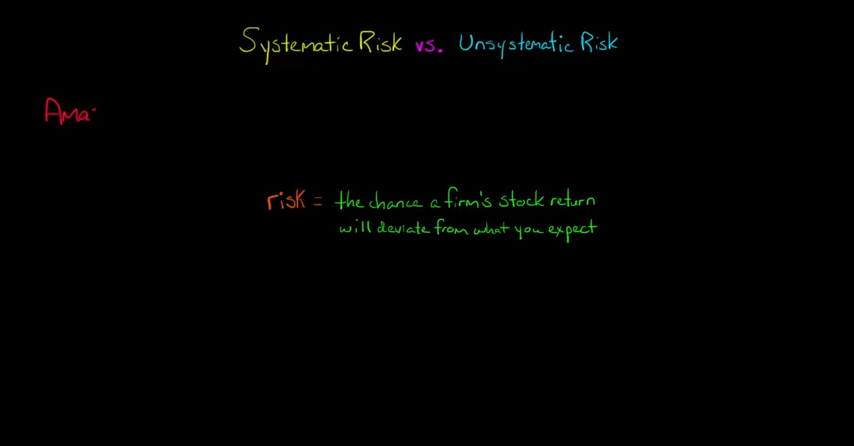 Systematic Risk vs. Unsystematic Risk
Ama
risk = the chance a firm's stock return
will deviate from what you expect